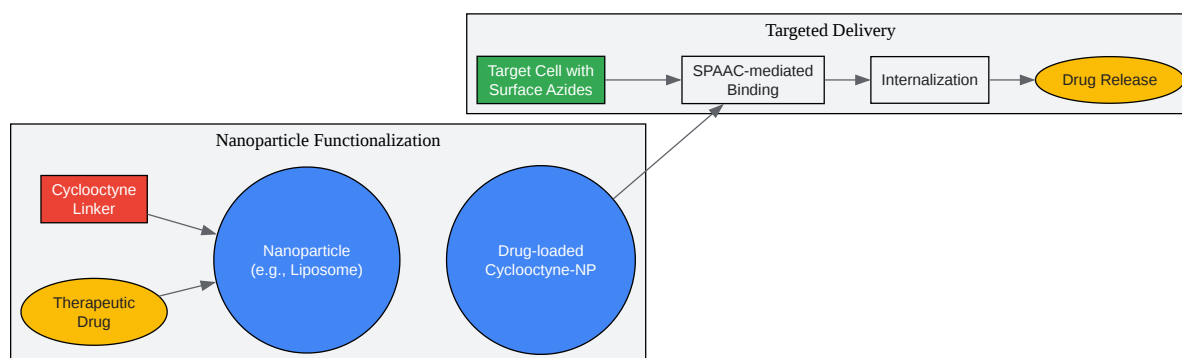 Targeted Delivery
Target Cell with
Surface Azides
SPAAC-mediated
Binding
Internalization
Drug Release
Nanoparticle Functionalization
Cyclooctyne
Linker
Therapeutic
Drug
Nanoparticle
(e.g., Liposome)
Drug-loaded
Cyclooctyne-NP